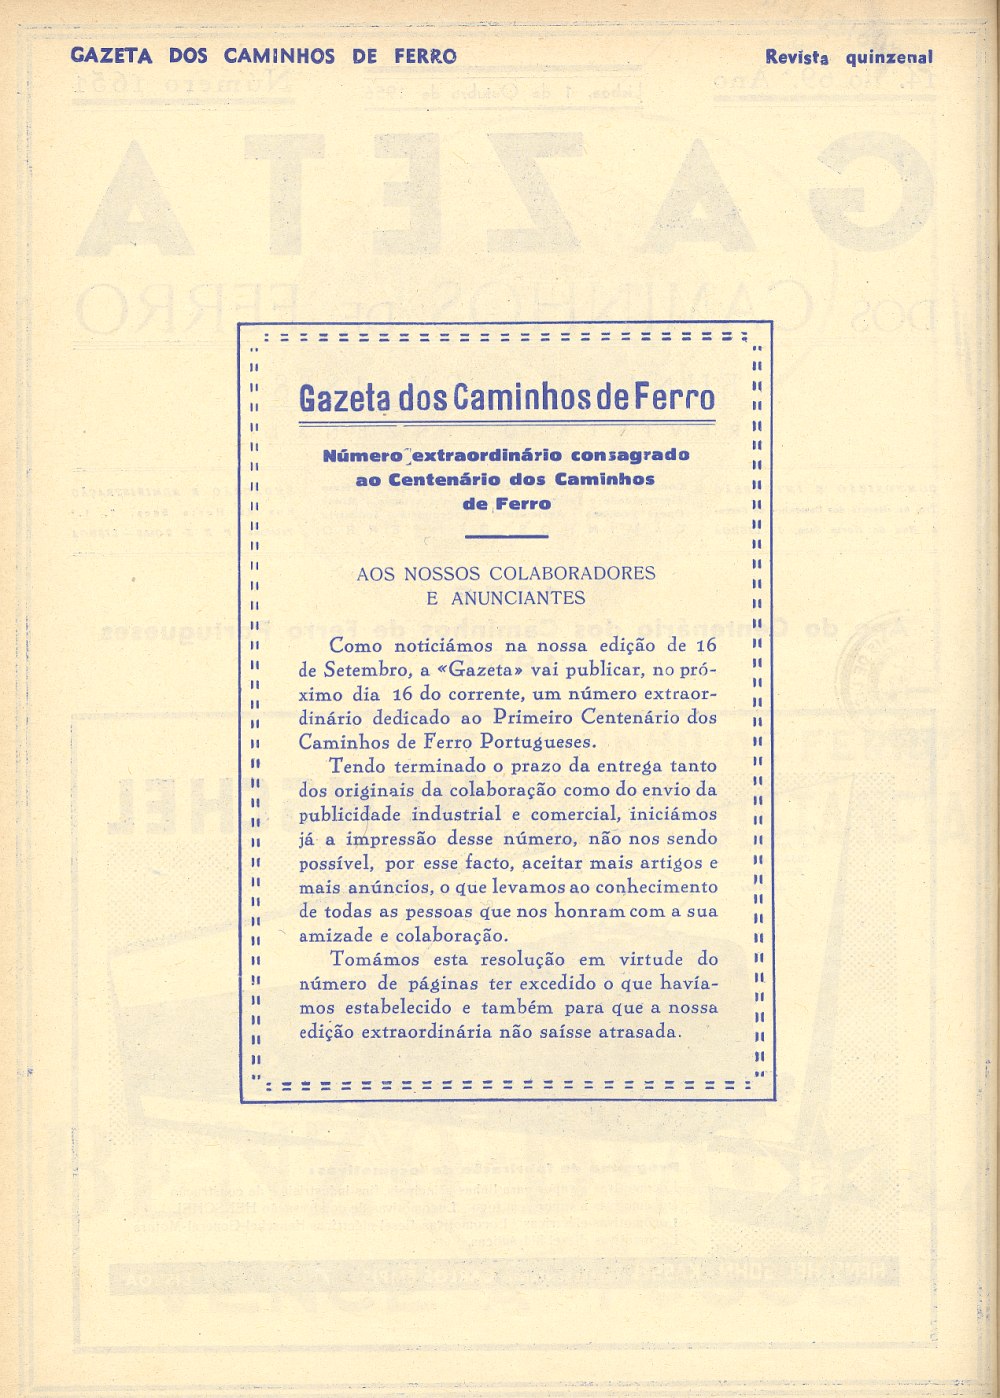 GAZETA DOS CAMINHOS DE FERRO
Revista quinzenal
Gazeta dos Caminhos de Ferro
Número extraordinário consagrado
ao Centenário dos Caminhos
de Ferro
AOS NOSSOS COLABORADORES
E ANUNCIANTES
Como noticiámos na nossa edição de 16
de Setembro, a «Gazeta» vai publicar, no pró-
ximo dia 16 do corrente, um número extraor-
dinário dedicado ao Primeiro Centenário dos
Caminhos de Ferro Portugueses.
Tendo terminado o prazo da entrega tanto
dos originais da colaboração como do envio da
publicidade industrial e comercial, iniciámos
já a impressão desse número, não nos sendo
possível, por esse facto, aceitar mais artigos e
mais anúncios, o que levamos ao conhecimento
de todas as pessoas que nos honram com a sua
amizade e colaboração.
Tomámos esta resolução em virtude do
número de páginas ter excedido o que havía-
mos estabelecido e também para que a nossa
edição extraordinária não saísse atrasada.